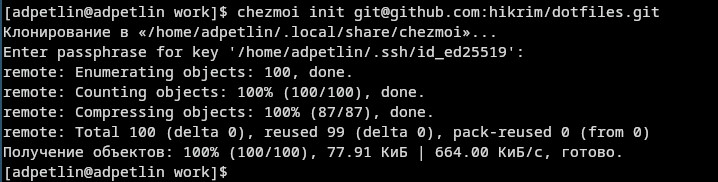 [adpetlin@adpetlin work]$ chezmoi init git@github.com:hikrim/dotfiles.git
Клонирование в «/home/adpetlin/.local/share/chezmoi»...
Enter passphrase for key '/home/adpetlin/.ssh/id_ed25519':
remote: Enumerating objects: 100, done.
remote: Counting objects: 100% (100/100), done.
remote: Compressing objects: 100% (87/87), done.
remote: Total 100 (delta 0), reused 99 (delta 0), pack-reused 0 (from 0)
Получение объектов: 100% (100/100), 77.91 КиБ | 664.00 КиБ/с, готово.
[adpetlin@adpetlin work]$